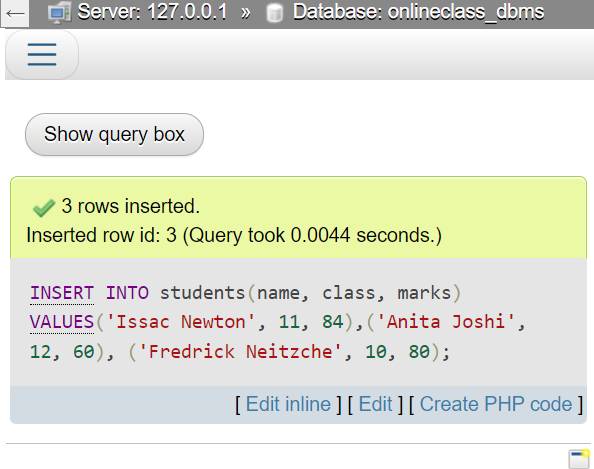 ← Server: 127.0.0.1 » Database: onlineclass_dbms
Show query box
3 rows inserted.
Inserted row id: 3 (Query took 0.0044 seconds.)
INSERT INTO students(name, class, marks)
VALUES('Issac Newton', 11, 84),('Anita Joshi',
12, 60), ('Fredrick Neitzche', 10, 80);
[ Edit inline ] [ Edit ] [ Create PHP code ]